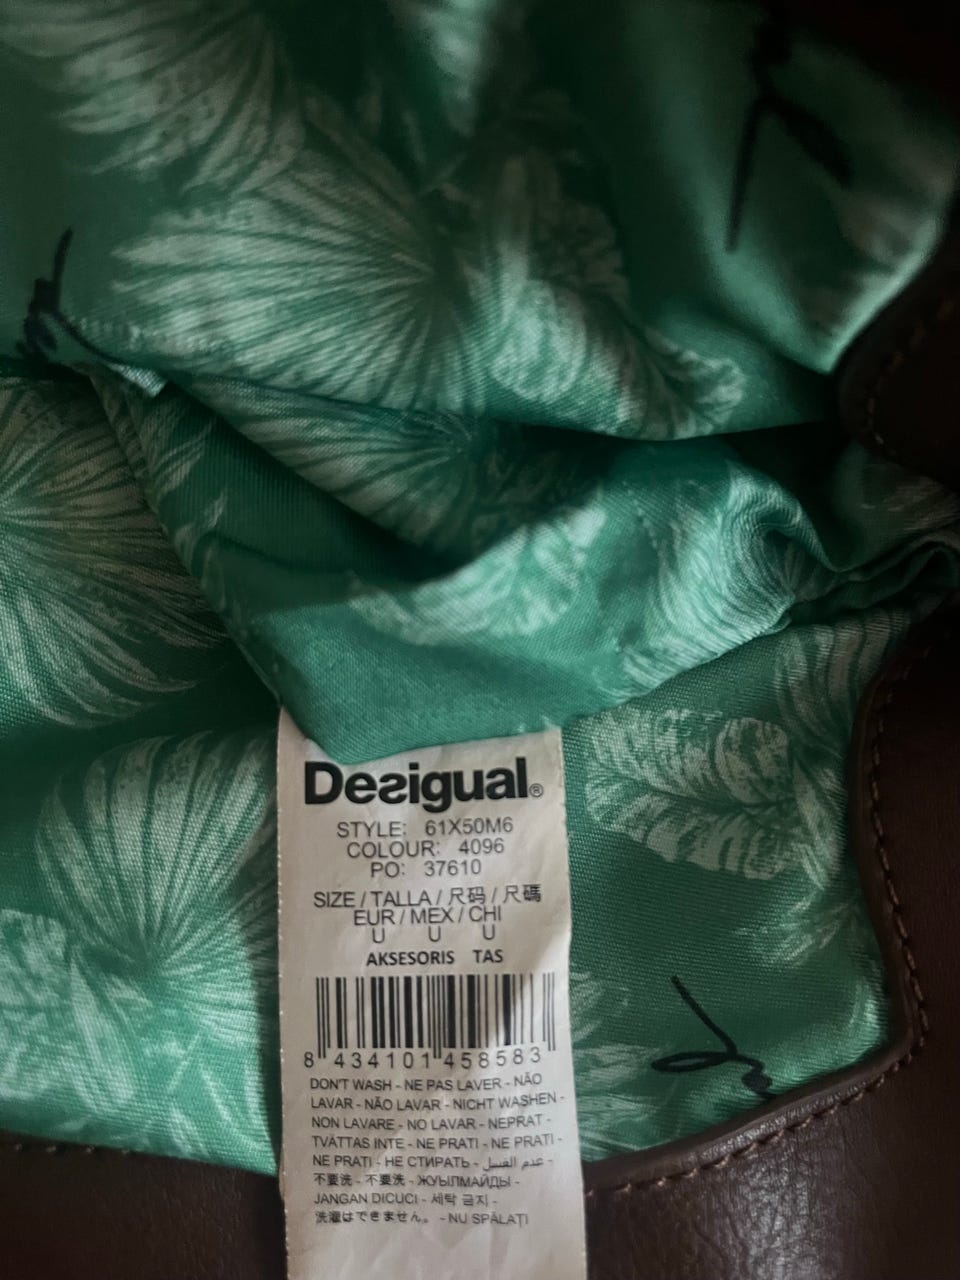 Desigual®
STYLE: 61X50M6
COLOUR: 4096
PO: 37610
SIZE / TALLA / 尺码 / 尺碼
EUR / MEX / CHI
U U U
AKSESORIS TAS
8 434101 458583
DON'T WASH - NE PAS LAVER - NÃO
LAVAR - NÃO LAVAR - NICHT WASHEN -
NON LAVARE - NO LAVAR - NEPRAT -
TVÄTTAS INTE - NE PRATI - NE PRATI -
NE PRATI - НЕ СТИРАТЬ - عدم الغسل -
不要洗 - 不要洗 - ЖУЫЛМАЙДЫ -
JANGAN DICUCI - 세탁 금지 -
洗濯はできません。 - NU SPĂLAȚI